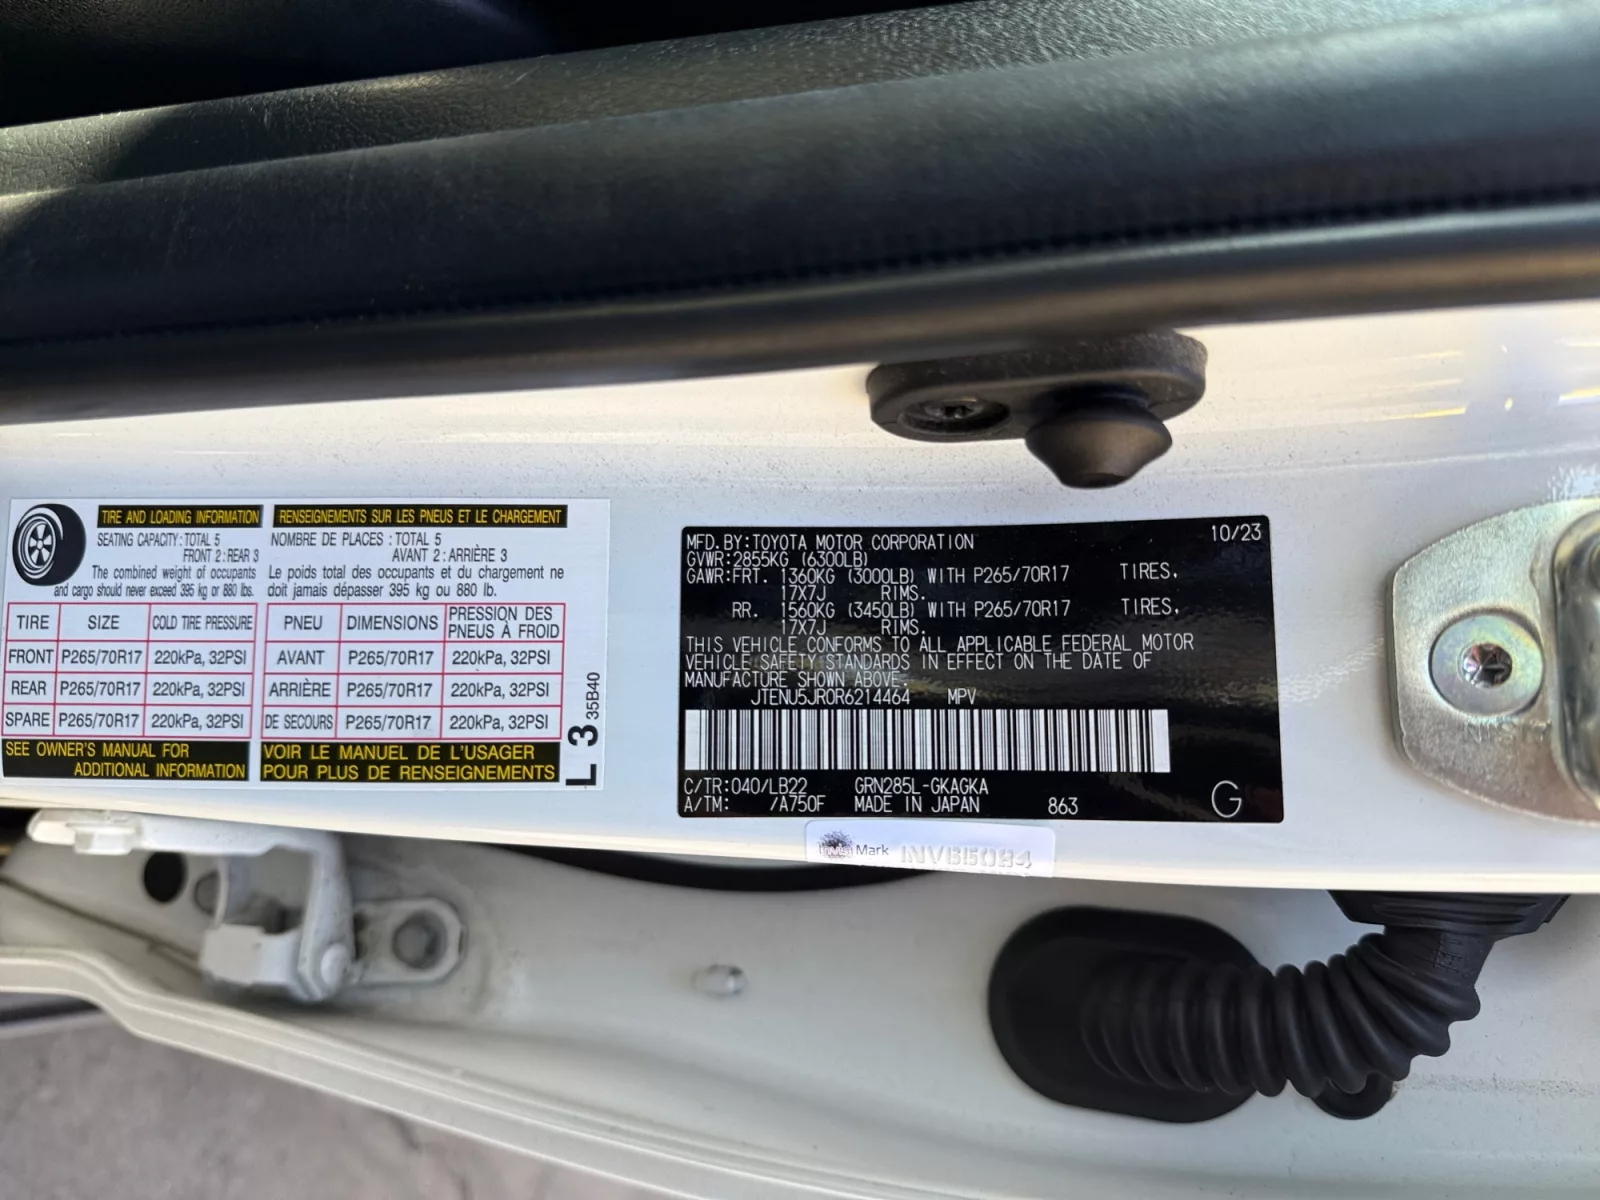 TIRE AND LOADING INFORMATION
SEATING CAPACITY : TOTAL 5
FRONT 2 : REAR 3
The combined weight of occupants
and cargo should never exceed 395 kg or 880 lbs.
RENSEIGNEMENTS SUR LES PNEUS ET LE CHARGEMENT
NOMBRE DE PLACES : TOTAL 5
AVANT 2 : ARRIÈRE 3
Le poids total des occupants et du chargement ne
doit jamais dépasser 395 kg ou 880 lb.
TIRE SIZE COLD TIRE PRESSURE
FRONT P265/70R17 220kPa, 32PSI
REAR P265/70R17 220kPa, 32PSI
SPARE P265/70R17 220kPa, 32PSI
SEE OWNER'S MANUAL FOR
ADDITIONAL INFORMATION
PNEU DIMENSIONS PRESSION DES
PNEUS À FROID
AVANT P265/70R17 220kPa, 32PSI
ARRIÈRE P265/70R17 220kPa, 32PSI
DE SECOURS P265/70R17 220kPa, 32PSI
VOIR LE MANUEL DE L'USAGER
POUR PLUS DE RENSEIGNEMENTS
L 3 35B40
10/23
MFD. BY:TOYOTA MOTOR CORPORATION
GVWR:2855KG (6300LB)
GAWR:FRT. 1360KG (3000LB) WITH P265/70R17 TIRES,
17X7J RIMS.
RR. 1560KG (3450LB) WITH P265/70R17 TIRES,
17X7J RIMS.
THIS VEHICLE CONFORMS TO ALL APPLICABLE FEDERAL MOTOR
VEHICLE SAFETY STANDARDS IN EFFECT ON THE DATE OF
MANUFACTURE SHOWN ABOVE.
JTENU5JR0R6214464 MPV
C/TR:040/LB22 GRN285L-GKAGKA
A/TM: /A750F MADE IN JAPAN 863 G
Mark